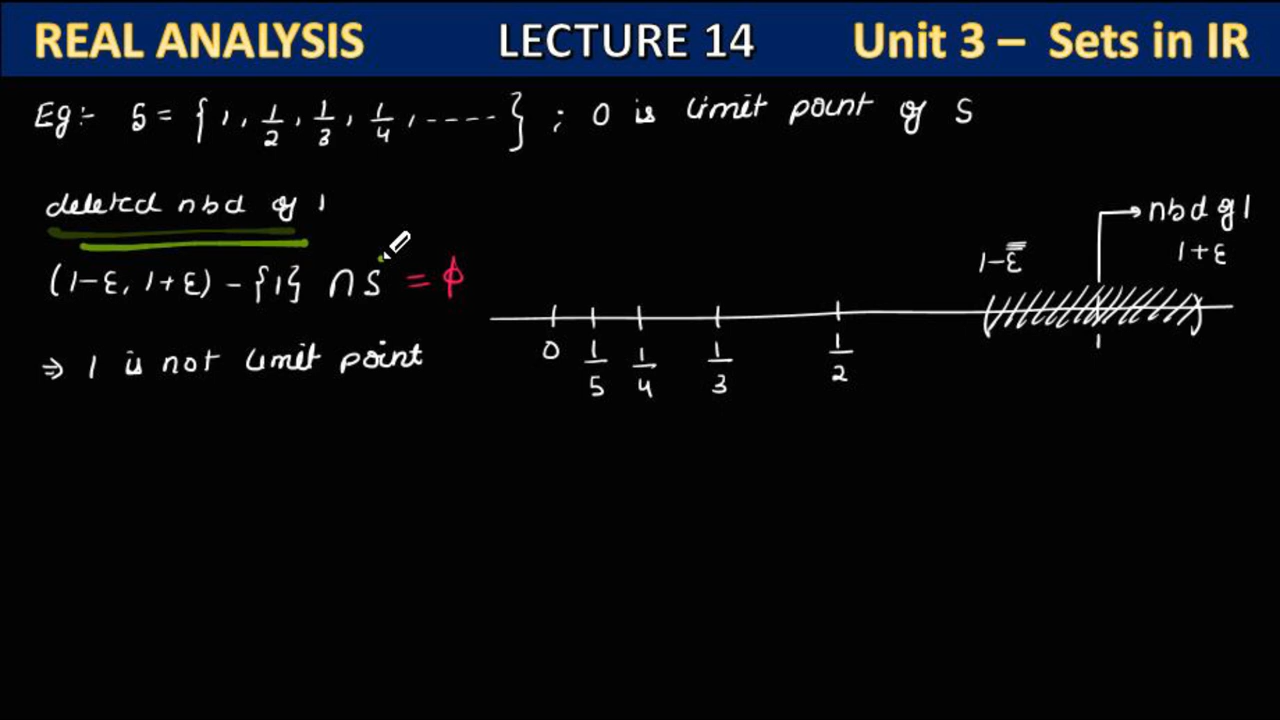 REAL ANALYSIS LECTURE 14 Unit 3 – Sets in IR
Eg:- S = { 1, 1/2, 1/3, 1/4, ---- } ; 0 is limit point of S
deleted nbd of 1
(1-ε, 1+ε) - {1} ∩ S = ϕ
⇒ 1 is not limit point
nbd of 1
1-ε 1+ε
0 1/5 1/4 1/3 1/2 1